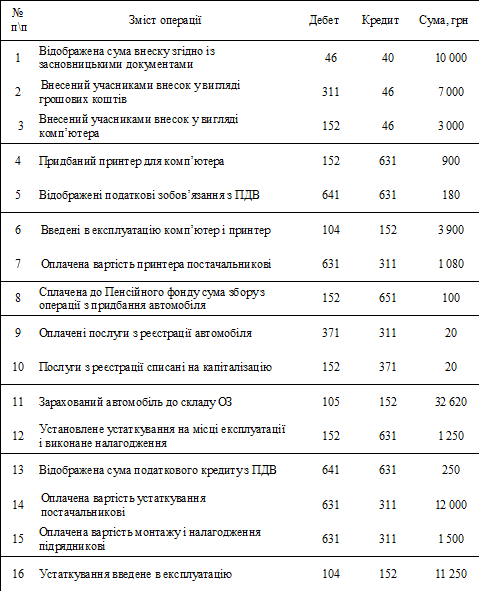 № п\п Зміст операції Дебет Кредит Сума, грн
1 Відображена сума внеску згідно із
засновницькими документами 46 40 10 000
2 Внесений учасниками внесок у вигляді
грошових коштів 311 46 7 000
3 Внесений учасниками внесок у вигляді
комп’ютера 152 46 3 000
4 Придбаний принтер для комп’ютера 152 631 900
5 Відображені податкові зобов’язання з ПДВ 641 631 180
6 Введені в експлуатацію комп’ютер і принтер 104 152 3 900
7 Оплачена вартість принтера постачальникові 631 311 1 080
8 Сплачена до Пенсійного фонду сума збору з
операції з придбання автомобіля 152 651 100
9 Оплачені послуги з реєстрації автомобіля 371 311 20
10 Послуги з реєстрації списані на капіталізацію 152 371 20
11 Зарахований автомобіль до складу ОЗ 105 152 32 620
12 Установлене устаткування на місці експлуатації
і виконане налагодження 152 631 1 250
13 Відображена сума податкового кредиту з ПДВ 641 631 250
14 Оплачена вартість устаткування
постачальникові 631 311 12 000
15 Оплачена вартість монтажу і налагодження
підрядникові 631 311 1 500
16 Устаткування введене в експлуатацію 104 152 11 250